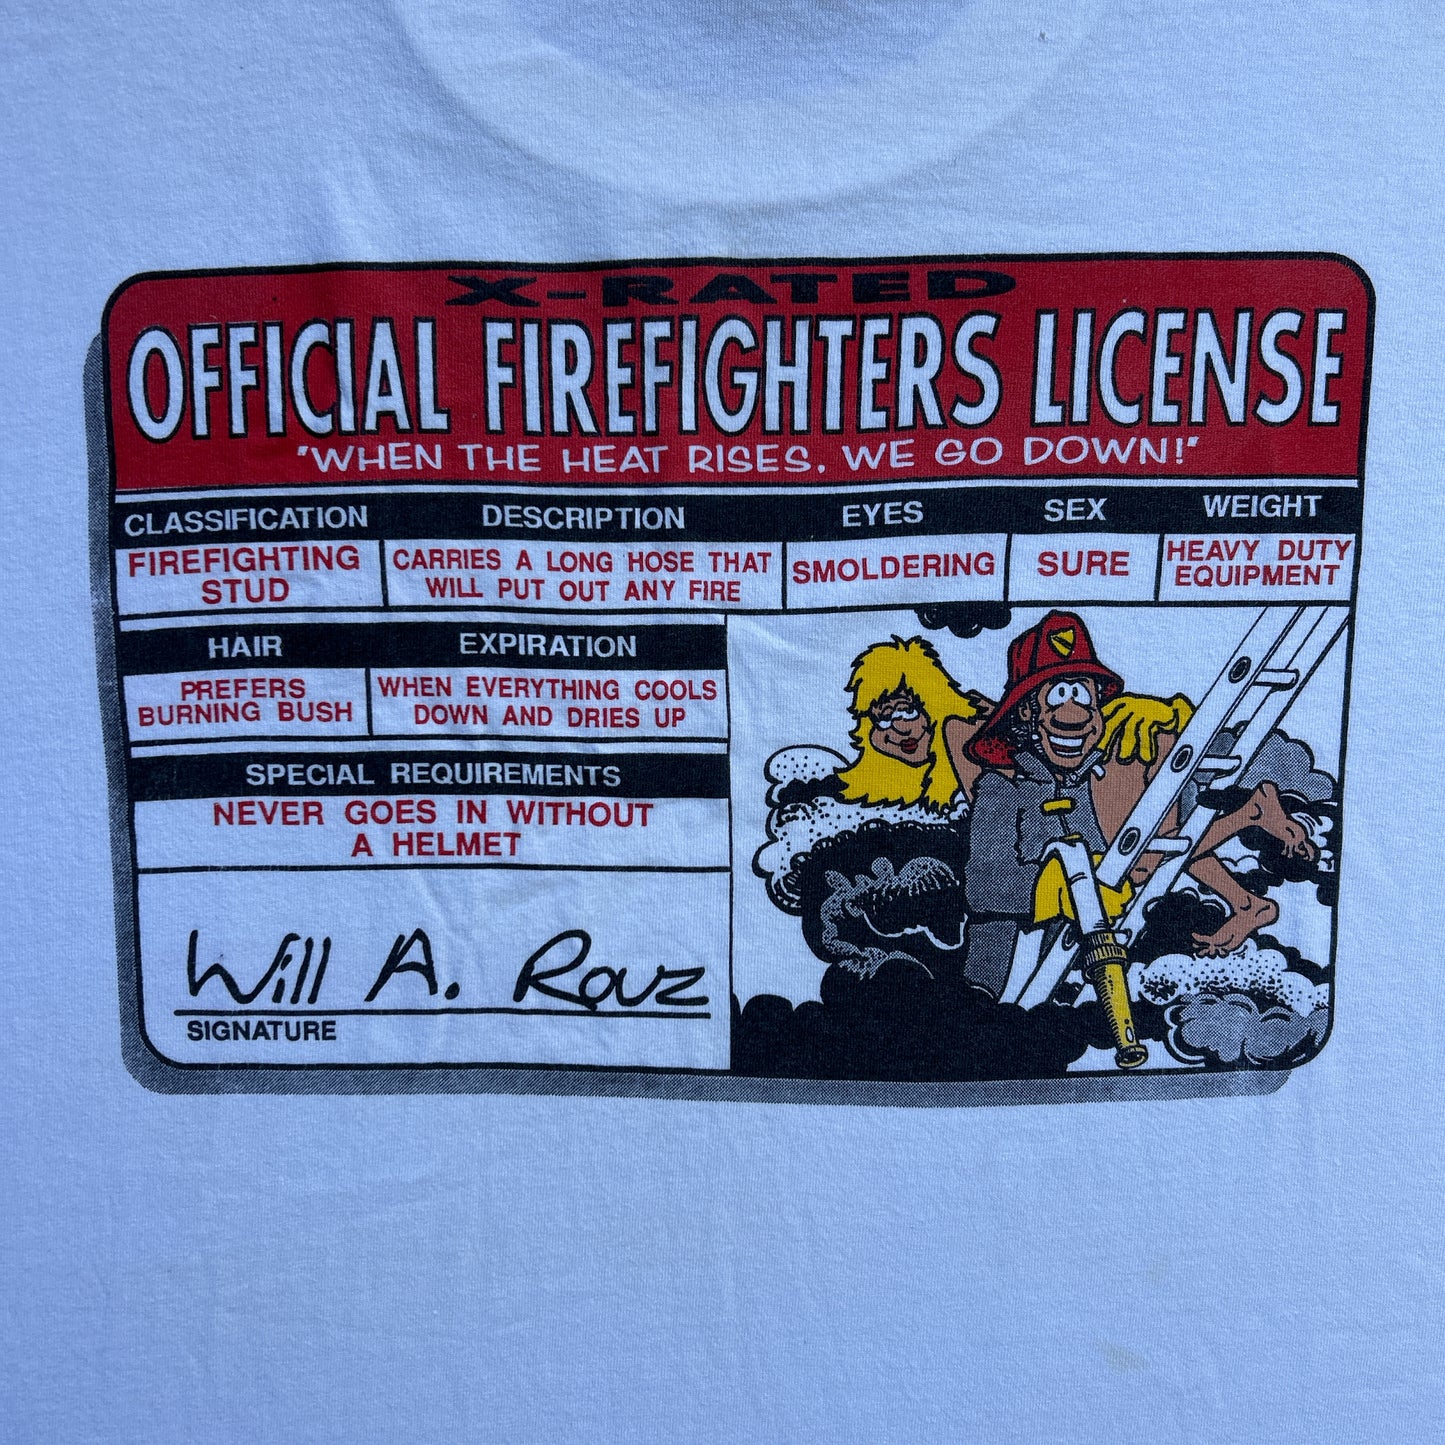 X-RATED
OFFICIAL FIREFIGHTERS LICENSE
"WHEN THE HEAT RISES, WE GO DOWN!"
CLASSIFICATION DESCRIPTION EYES SEX WEIGHT
FIREFIGHTING
STUD
CARRIES A LONG HOSE THAT
WILL PUT OUT ANY FIRE
SMOLDERING
SURE
HEAVY DUTY
EQUIPMENT
HAIR EXPIRATION
PREFERS
BURNING BUSH
WHEN EVERYTHING COOLS
DOWN AND DRIES UP
SPECIAL REQUIREMENTS
NEVER GOES IN WITHOUT
A HELMET
Will A. Rouz
SIGNATURE